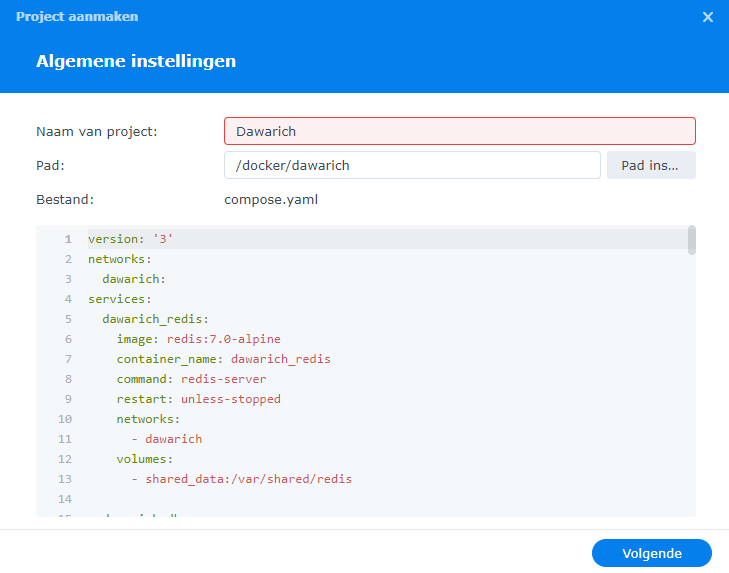 Project aanmaken
Algemene instellingen
Naam van project: Dawarich
Pad: /docker/dawarich Pad ins...
Bestand: compose.yaml
1 version: '3'
2 networks:
3 dawarich:
4 services:
5 dawarich_redis:
6 image: redis:7.0-alpine
7 container_name: dawarich_redis
8 command: redis-server
9 restart: unless-stopped
10 networks:
11 - dawarich
12 volumes:
13 - shared_data:/var/shared/redis
14
Volgende